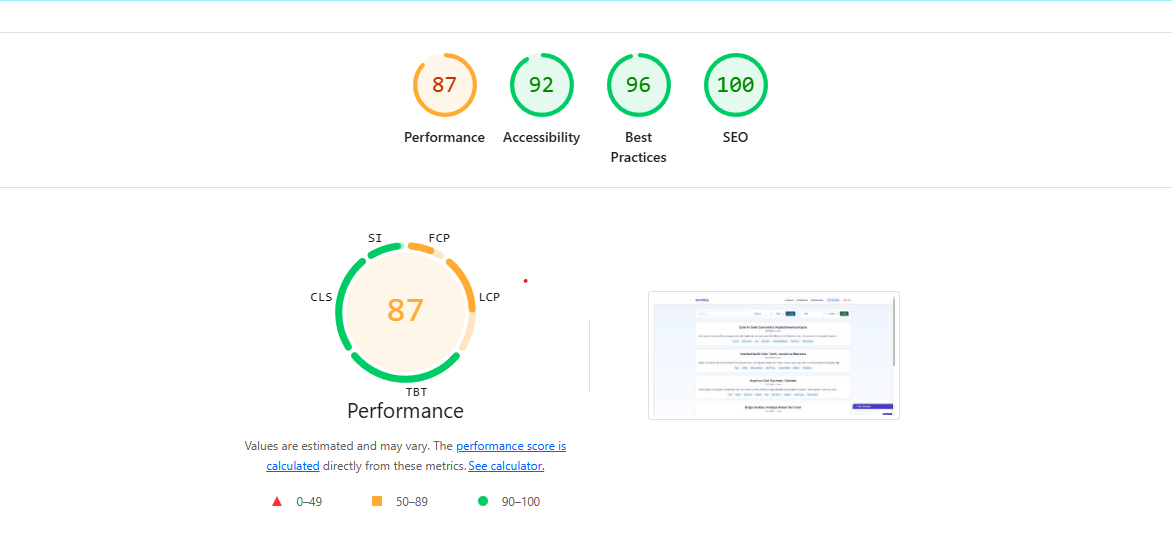 87
92
96
100
Performance
Accessibility
Best
Practices
SEO
SI
FCP
CLS
LCP
87
TBT
Performance
Values are estimated and may vary. The performance score is
calculated directly from these metrics. See calculator.
0–49
50–89
90–100